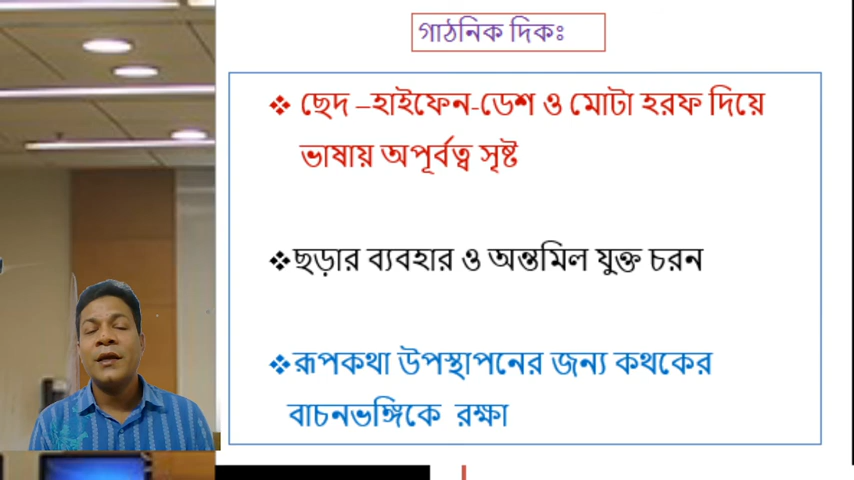 গাঠনিক দিকঃ
❖ ছেদ –হাইফেন-ডেশ ও মোটা হরফ দিয়ে
ভাষায় অপূর্বত্ব সৃষ্ট
❖ছড়ার ব্যবহার ও অন্তমিল যুক্ত চরন
❖রূপকথা উপস্থাপনের জন্য কথকের
বাচনভঙ্গিকে রক্ষা